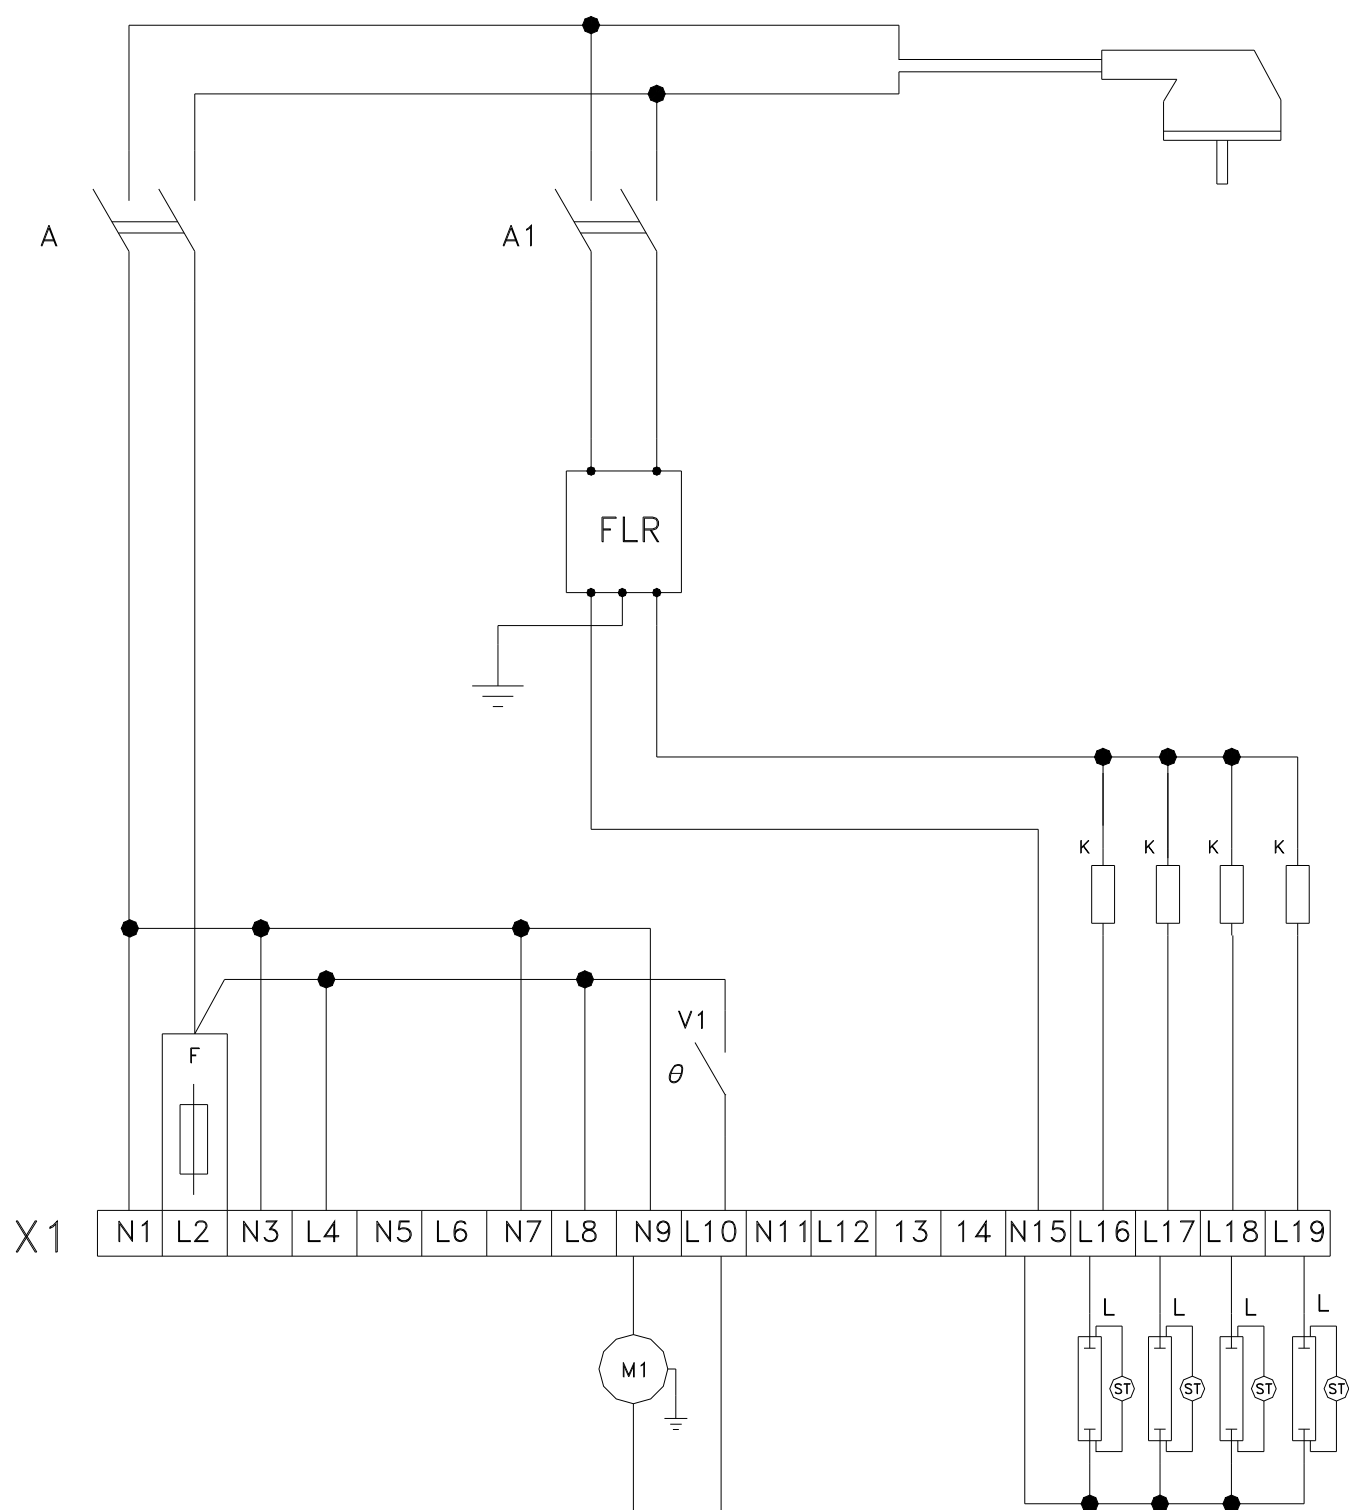 A A1
FLR
K K K K
V1
F
θ
X1 N1 L2 N3 L4 N5 L6 N7 L8 N9 L10 N11 L12 13 14 N15 L16 L17 L18 L19
L L L L
M1
ST ST ST ST